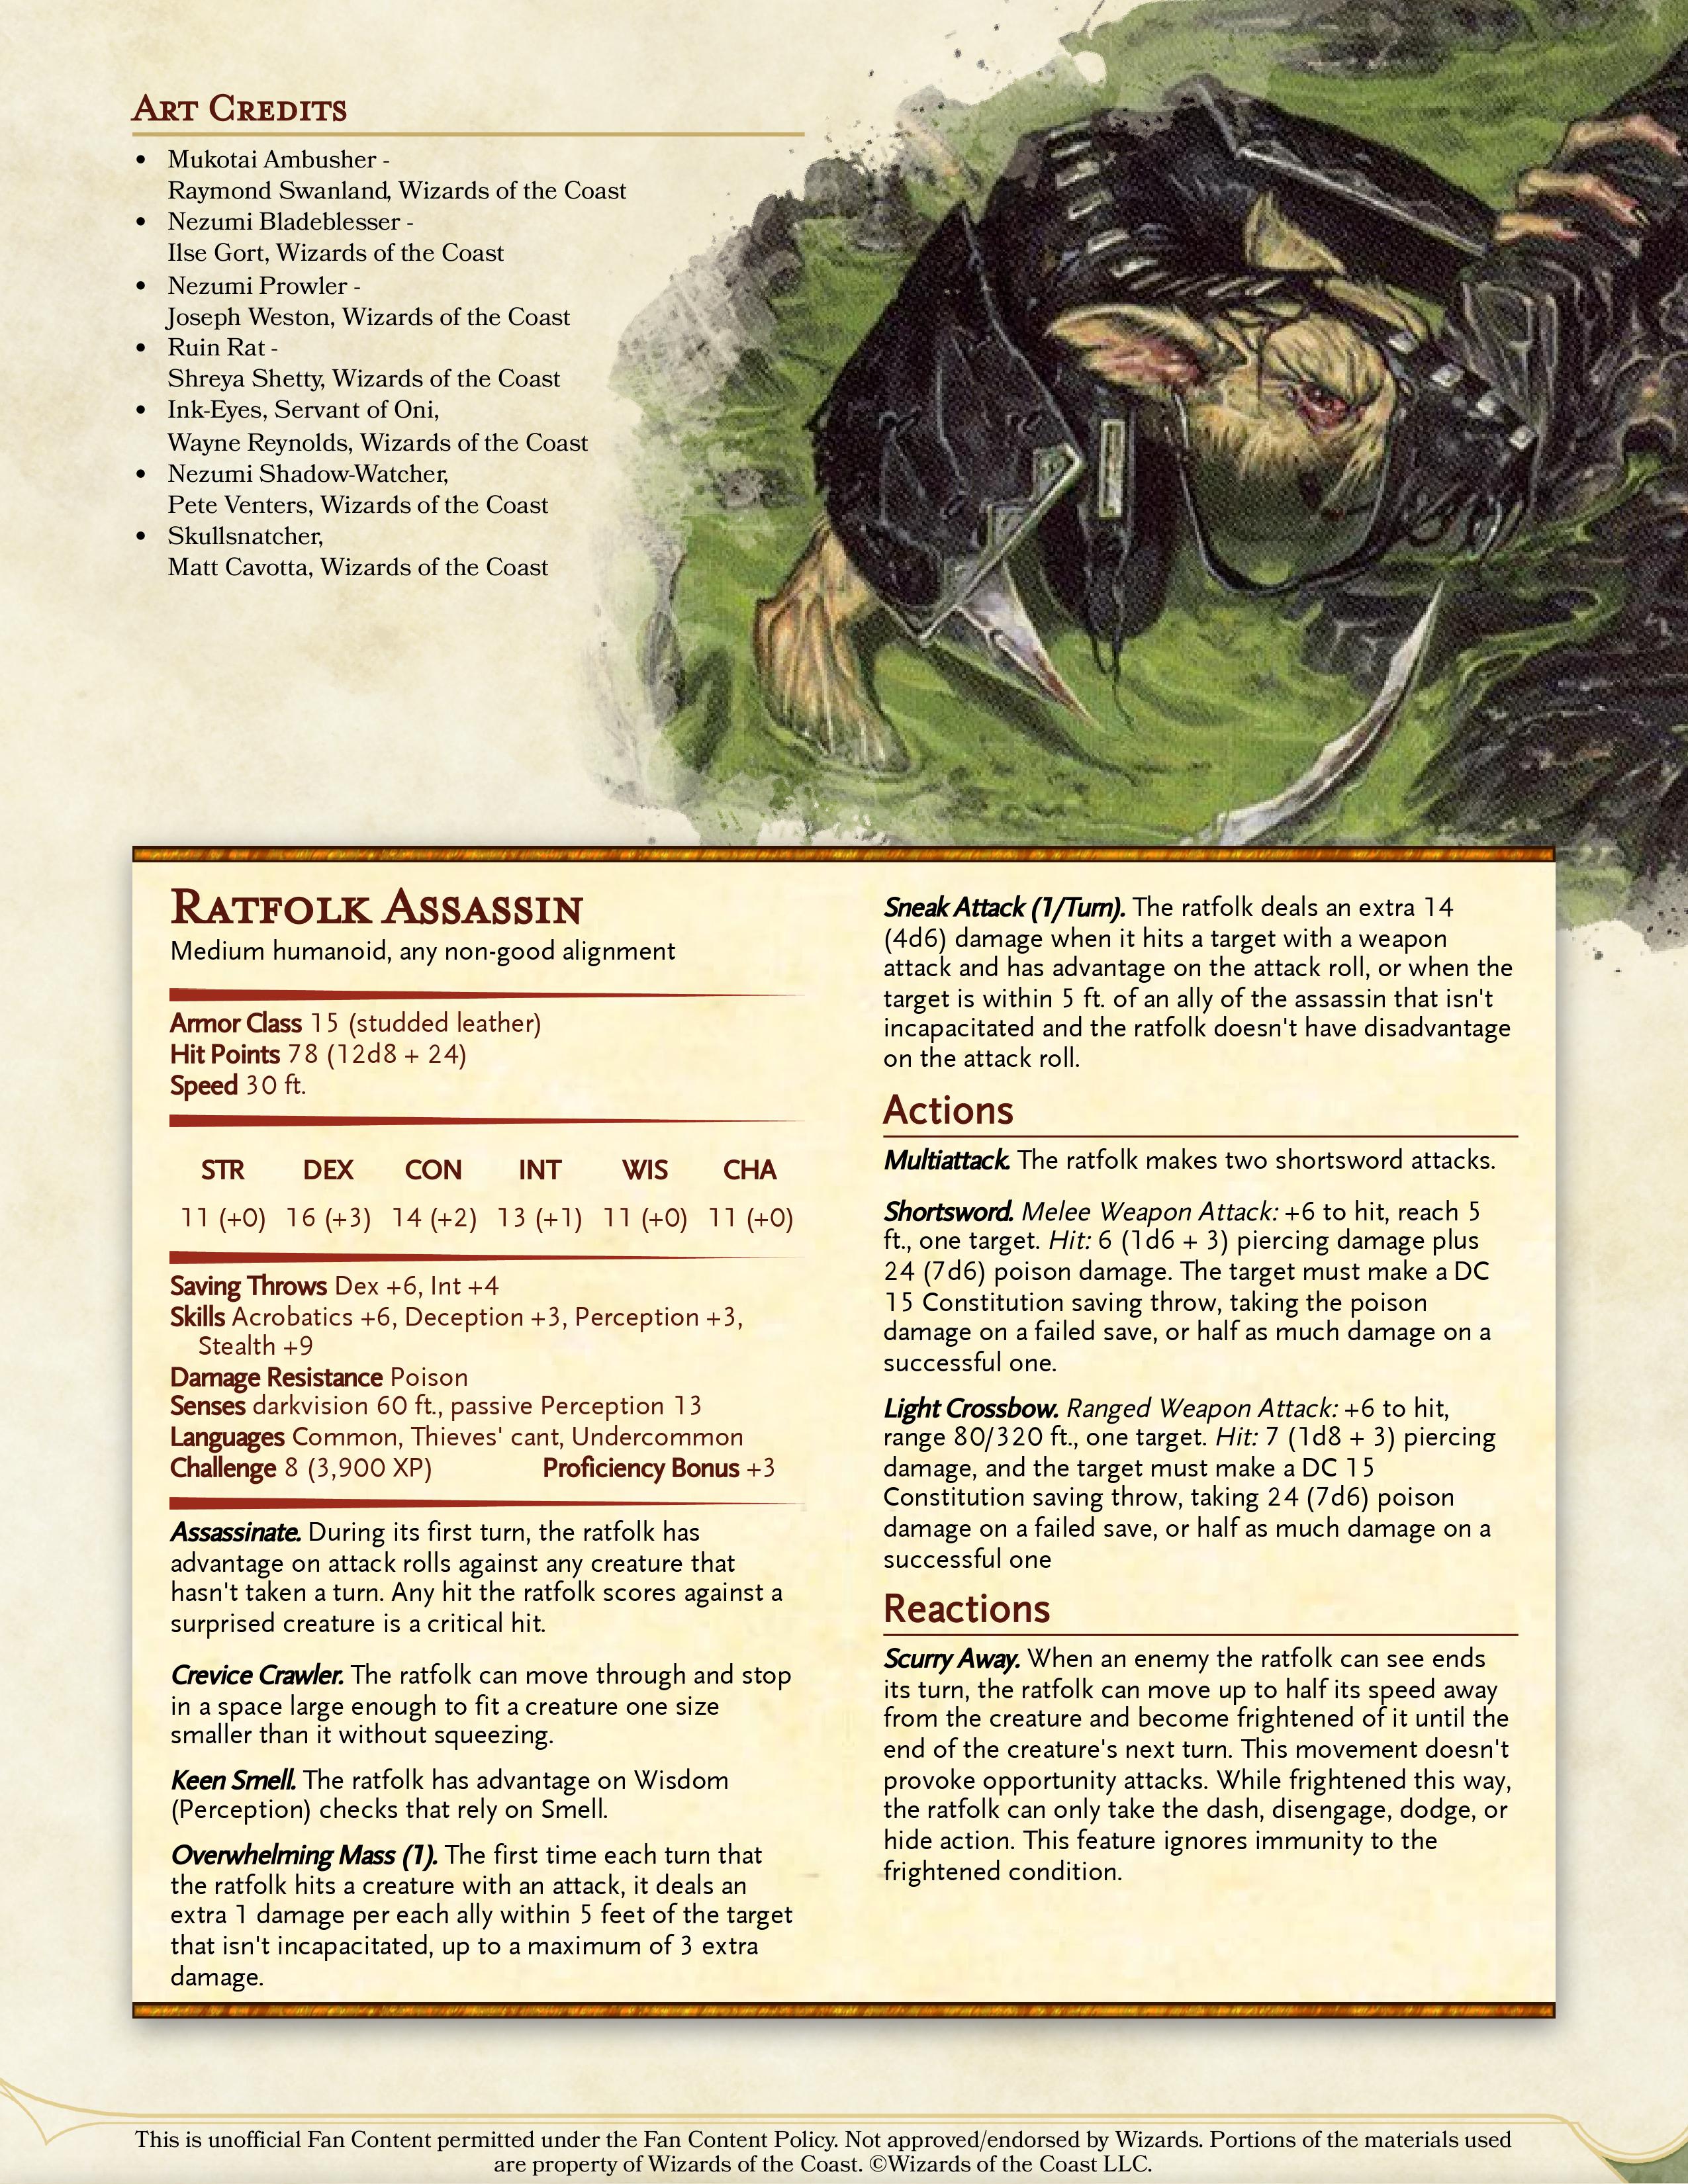 Art Credits
• Mukotai Ambusher -
Raymond Swanland, Wizards of the Coast
• Nezumi Bladeblesser -
Ilse Gort, Wizards of the Coast
• Nezumi Prowler -
Joseph Weston, Wizards of the Coast
• Ruin Rat -
Shreya Shetty, Wizards of the Coast
• Ink-Eyes, Servant of Oni,
Wayne Reynolds, Wizards of the Coast
• Nezumi Shadow-Watcher,
Pete Venters, Wizards of the Coast
• Skullsnatcher,
Matt Cavotta, Wizards of the Coast
Ratfolk Assassin
Medium humanoid, any non-good alignment
Armor Class 15 (studded leather)
Hit Points 78 (12d8 + 24)
Speed 30 ft.
STR DEX CON INT WIS CHA
11 (+0) 16 (+3) 14 (+2) 13 (+1) 11 (+0) 11 (+0)
Saving Throws Dex +6, Int +4
Skills Acrobatics +6, Deception +3, Perception +3,
Stealth +9
Damage Resistance Poison
Senses darkvision 60 ft., passive Perception 13
Languages Common, Thieves' cant, Undercommon
Challenge 8 (3,900 XP) Proficiency Bonus +3
Assassinate. During its first turn, the ratfolk has
advantage on attack rolls against any creature that
hasn't taken a turn. Any hit the ratfolk scores against a
surprised creature is a critical hit.
Crevice Crawler. The ratfolk can move through and stop
in a space large enough to fit a creature one size
smaller than it without squeezing.
Keen Smell. The ratfolk has advantage on Wisdom
(Perception) checks that rely on Smell.
Overwhelming Mass (1). The first time each turn that
the ratfolk hits a creature with an attack, it deals an
extra 1 damage per each ally within 5 feet of the target
that isn't incapacitated, up to a maximum of 3 extra
damage.
Sneak Attack (1/Turn). The ratfolk deals an extra 14
(4d6) damage when it hits a target with a weapon
attack and has advantage on the attack roll, or when the
target is within 5 ft. of an ally of the assassin that isn't
incapacitated and the ratfolk doesn't have disadvantage
on the attack roll.
Actions
Multiattack. The ratfolk makes two shortsword attacks.
Shortsword. Melee Weapon Attack: +6 to hit, reach 5
ft., one target. Hit: 6 (1d6 + 3) piercing damage plus
24 (7d6) poison damage. The target must make a DC
15 Constitution saving throw, taking the poison
damage on a failed save, or half as much damage on a
successful one.
Light Crossbow. Ranged Weapon Attack: +6 to hit,
range 80/320 ft., one target. Hit: 7 (1d8 + 3) piercing
damage, and the target must make a DC 15
Constitution saving throw, taking 24 (7d6) poison
damage on a failed save, or half as much damage on a
successful one
Reactions
Scurry Away. When an enemy the ratfolk can see ends
its turn, the ratfolk can move up to half its speed away
from the creature and become frightened of it until the
end of the creature's next turn. This movement doesn't
provoke opportunity attacks. While frightened this way,
the ratfolk can only take the dash, disengage, dodge, or
hide action. This feature ignores immunity to the
frightened condition.
This is unofficial Fan Content permitted under the Fan Content Policy. Not approved/endorsed by Wizards. Portions of the materials used
are property of Wizards of the Coast. ©Wizards of the Coast LLC.